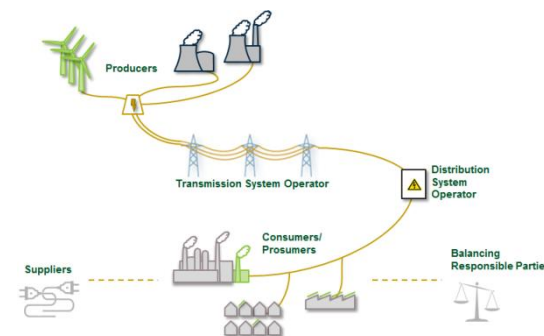 Producers
Transmission System Operator
Distribution
System
Operator
Consumers/
Prosumers
Suppliers
Balancing
Responsible Partie